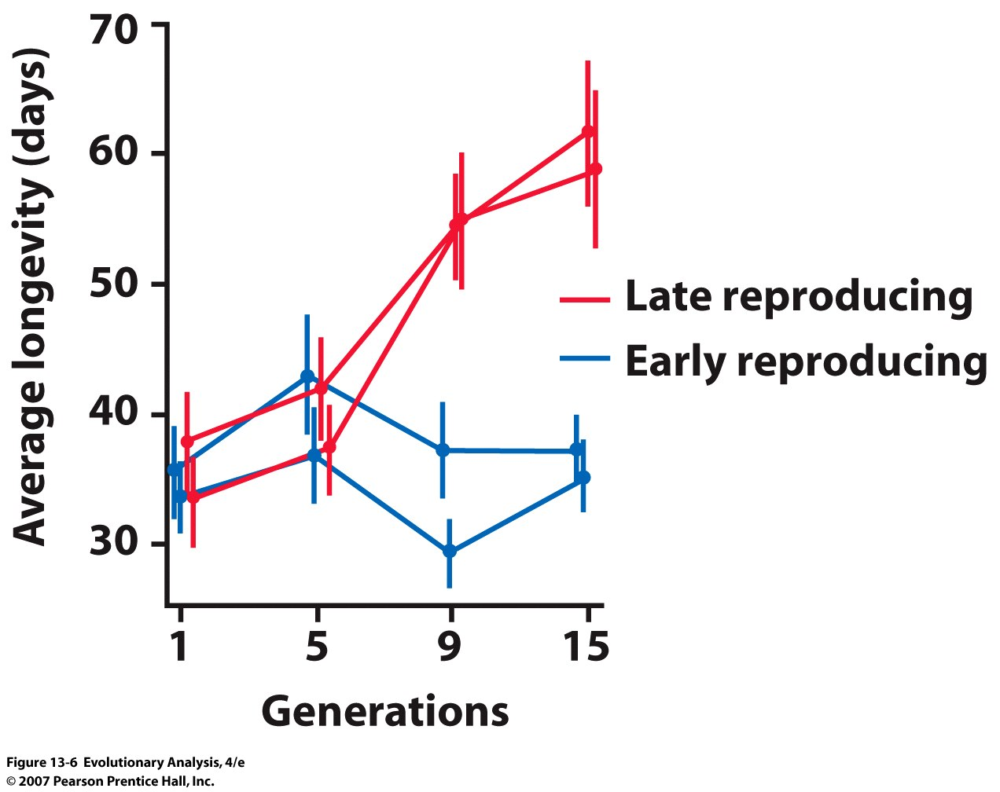 70
60
50
40
30
Average longevity (days)
Late reproducing
Early reproducing
1 5 9 15
Generations
Figure 13-6 Evolutionary Analysis, 4/e
© 2007 Pearson Prentice Hall, Inc.